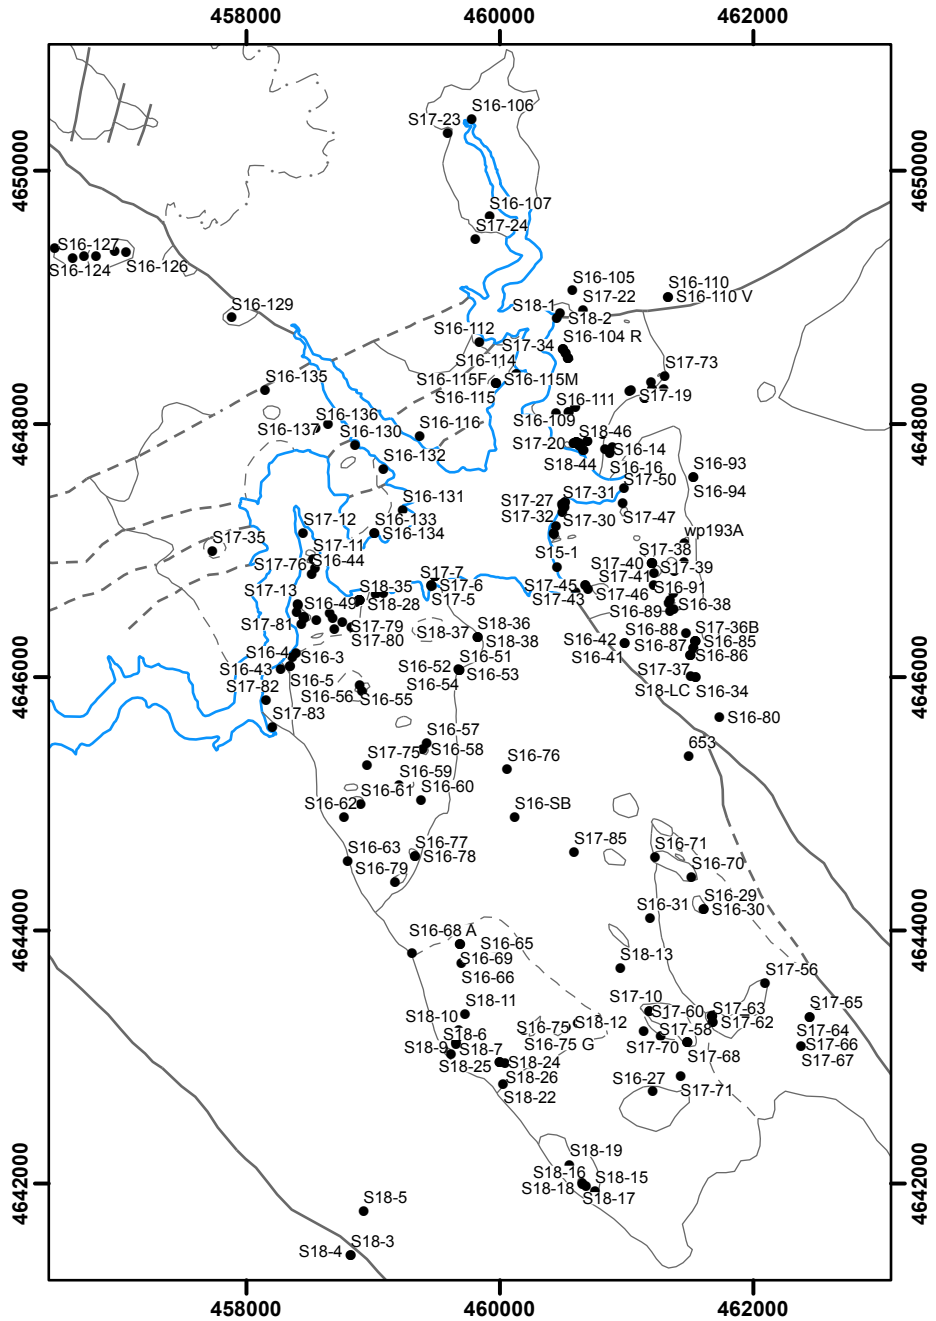 458000 460000 462000
S16-106
S17-23
4650000 4650000
S16-107
S17-24
S16-127
S16-124 S16-126
S16-105
S16-110
S17-22 S16-110 V
S16-129
S18-1 S18-2
S16-112 S16-104 R
S17-34
S16-114 S17-73
S16-135 S16-115F S16-115M
S16-115 S16-111 S17-19
S16-136 S16-116 S16-109
4648000 4648000
S16-137 S16-130 S18-46
S17-20 S16-14
S16-132 S18-44 S16-16 S16-93
S17-50
S16-131 S17-31 S16-94
S17-27
S17-12 S16-133 S17-32 S17-30 S17-47
S17-35 S16-134 wp193A
S17-11 S15-1 S17-38
S17-76 S16-44 S17-7 S17-40 S17-39
S18-35 S17-6 S17-45 S17-41
S17-13 S16-49 S18-28 S17-5 S17-43 S17-46 S16-91
S16-89 S16-38
S17-81 S17-79 S18-37 S18-36 S16-88 S17-36B
S17-80 S18-38 S16-42 S16-87 S16-85
S16-3 S16-51 S16-41 S16-86
4646000 4646000
S16-43 S16-52 S16-53 S17-37
S17-82 S16-5 S16-54 S18-LC S16-34
S16-56 S16-55
S17-83 S16-80
S16-57
S17-75 S16-58 S16-76 653
S16-59
S16-61 S16-60
S16-62 S16-SB
S16-63 S16-77 S17-85 S16-71
S16-79 S16-78 S16-70
S16-29
S16-31 S16-30
4644000 4644000
S16-68 A S16-65
S16-69 S18-13
S16-66 S17-56
S18-11 S17-10 S17-63 S17-65
S18-10 S16-75 S18-12 S17-60 S17-62
S18-6 S17-58 S17-64
S18-9 S18-7 S16-75 G S17-70 S17-66
S18-25 S18-24 S17-68 S17-67
S18-26 S16-27
S18-22 S17-71
S18-19
S18-16 S18-15
4642000 4642000
S18-18 S18-17
S18-5
S18-3
S18-4
458000 460000 462000